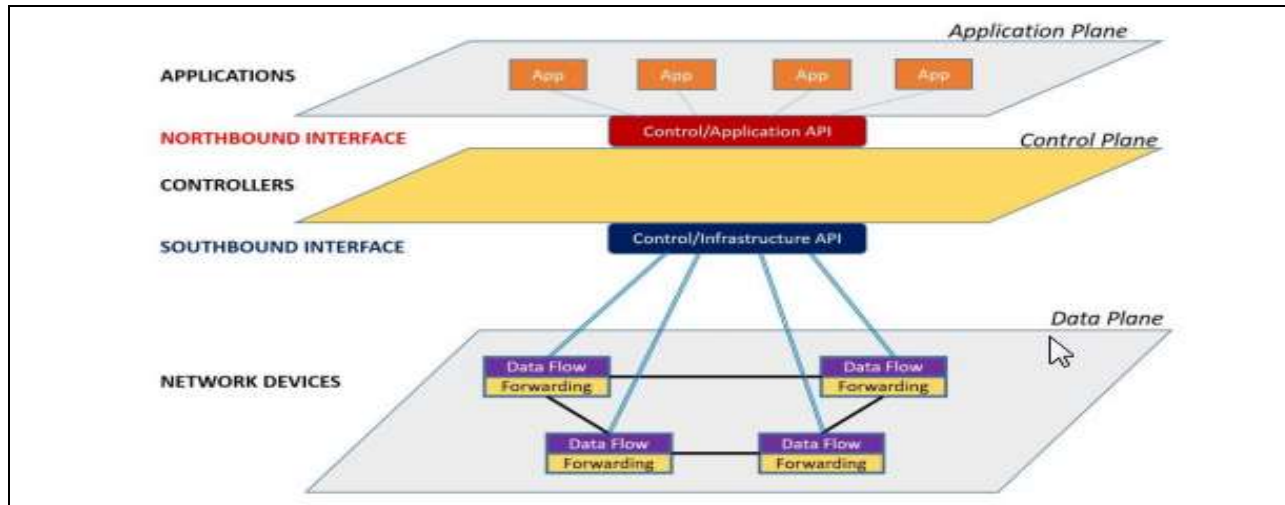 Application Plane
APPLICATIONS
App App App App
NORTHBOUND INTERFACE
Control/Application API
Control Plane
CONTROLLERS
SOUTHBOUND INTERFACE
Control/Infrastructure API
Data Plane
NETWORK DEVICES
Data Flow
Forwarding
Data Flow
Forwarding
Data Flow
Forwarding
Data Flow
Forwarding